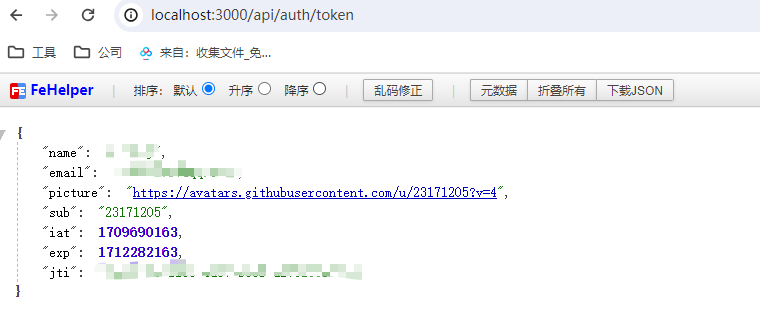 localhost:3000/api/auth/token
工具 公司 来自：收集文件_免...
FeHelper 排序： 默认 升序 降序 乱码修正 元数据 折叠所有 下载JSON
{
"name":
"email":
"picture": "https://avatars.githubusercontent.com/u/23171205?v=4",
"sub": "23171205",
"iat": 1709690163,
"exp": 1712282163,
"jti":
}